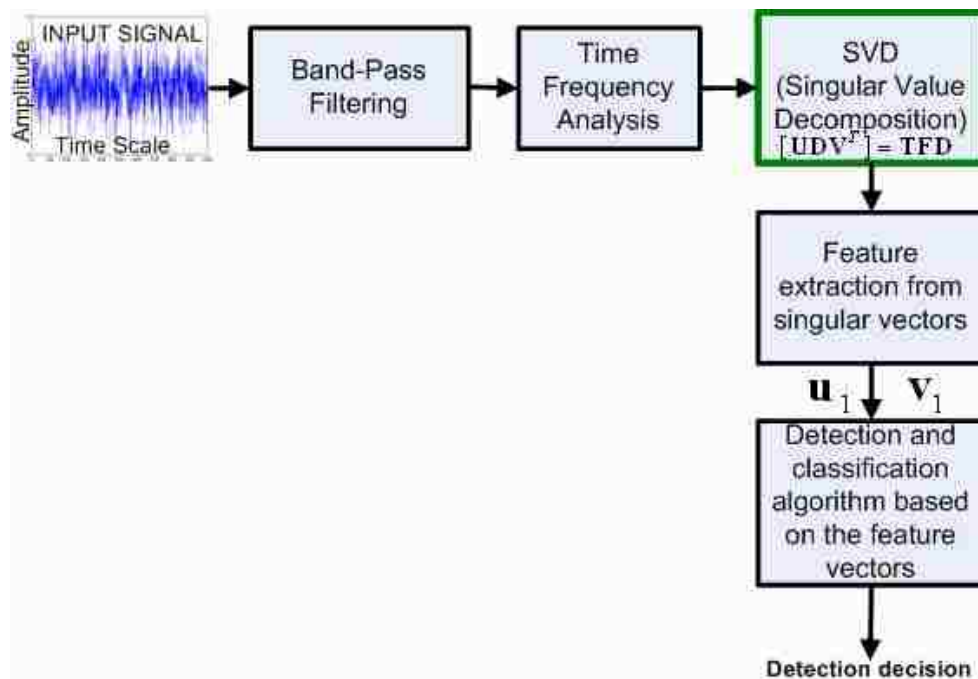 INPUT SIGNAL
Amplitude
Time Scale
Band-Pass
Filtering
Time
Frequency
Analysis
SVD
(Singular Value
Decomposition)
[UDVᵀ] = TFD
Feature
extraction from
singular vectors
u₁ v₁
Detection and
classification
algorithm based
on the feature
vectors
Detection decision